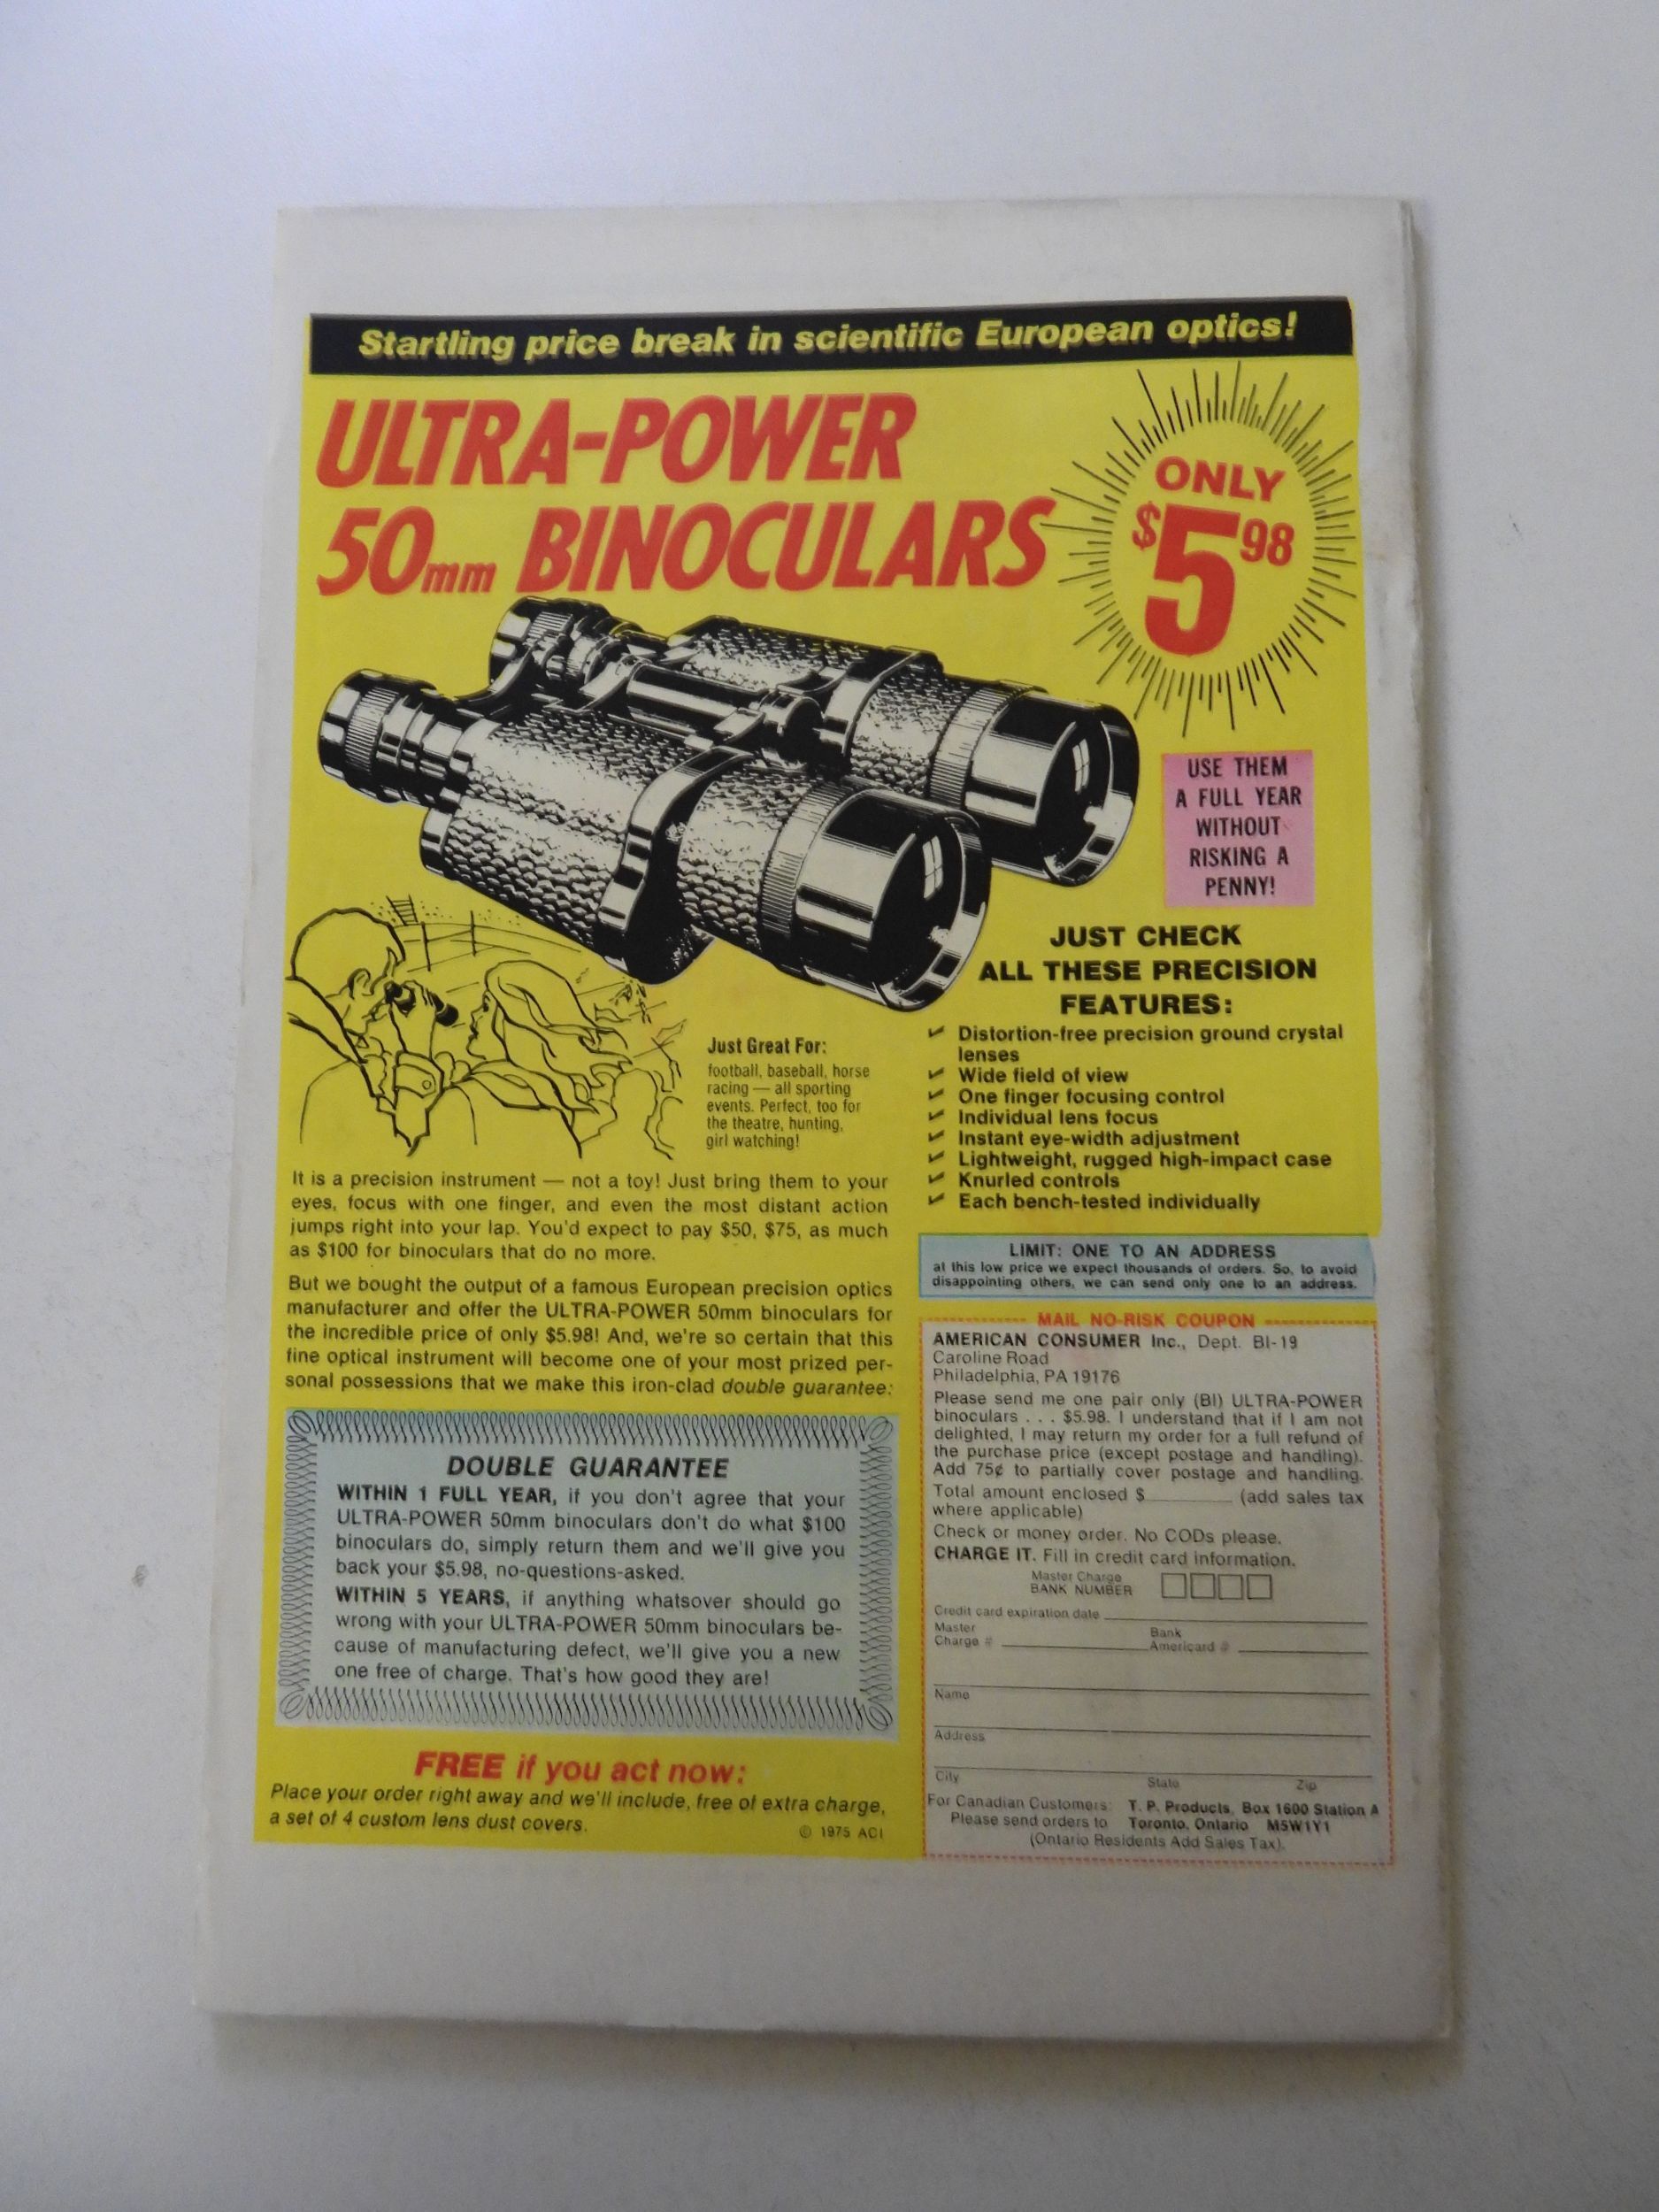 Startling price break in scientific European optics!
ULTRA-POWER
50mm BINOCULARS
ONLY
$5 98
USE THEM
A FULL YEAR
WITHOUT
RISKING A
PENNY!
JUST CHECK
ALL THESE PRECISION
FEATURES:
✔ Distortion-free precision ground crystal
lenses
✔ Wide field of view
✔ One finger focusing control
✔ Individual lens focus
✔ Instant eye-width adjustment
✔ Lightweight, rugged high-impact case
✔ Knurled controls
✔ Each bench-tested individually
Just Great For:
football, baseball, horse
racing — all sporting
events. Perfect, too for
the theatre, hunting,
girl watching!
It is a precision instrument — not a toy! Just bring them to your
eyes, focus with one finger, and even the most distant action
jumps right into your lap. You'd expect to pay $50, $75, as much
as $100 for binoculars that do no more.
But we bought the output of a famous European precision optics
manufacturer and offer the ULTRA-POWER 50mm binoculars for
the incredible price of only $5.98! And, we're so certain that this
fine optical instrument will become one of your most prized per-
sonal possessions that we make this iron-clad double guarantee:
DOUBLE GUARANTEE
WITHIN 1 FULL YEAR, if you don't agree that your
ULTRA-POWER 50mm binoculars don't do what $100
binoculars do, simply return them and we'll give you
back your $5.98, no-questions-asked.
WITHIN 5 YEARS, if anything whatsoever should go
wrong with your ULTRA-POWER 50mm binoculars be-
cause of manufacturing defect, we'll give you a new
one free of charge. That's how good they are!
FREE if you act now:
Place your order right away and we'll include, free of extra charge,
a set of 4 custom lens dust covers.
© 1975 ACI
LIMIT: ONE TO AN ADDRESS
at this low price we expect thousands of orders. So, to avoid
disappointing others, we can send only one to an address.
MAIL NO-RISK COUPON
AMERICAN CONSUMER Inc., Dept. BI-19
Caroline Road
Philadelphia, PA 19176
Please send me one pair only (BI) ULTRA-POWER
binoculars . . . $5.98. I understand that if I am not
delighted, I may return my order for a full refund of
the purchase price (except postage and handling).
Add 75¢ to partially cover postage and handling.
Total amount enclosed $ (add sales tax
where applicable)
Check or money order. No CODs please.
CHARGE IT. Fill in credit card information.
Master Charge
BANK NUMBER
Credit card expiration date
Master
Charge #
Bank
Americard #
Name
Address
City State Zip
For Canadian Customers: T. P. Products, Box 1600 Station A
Please send orders to Toronto, Ontario M5W1Y1
(Ontario Residents Add Sales Tax).